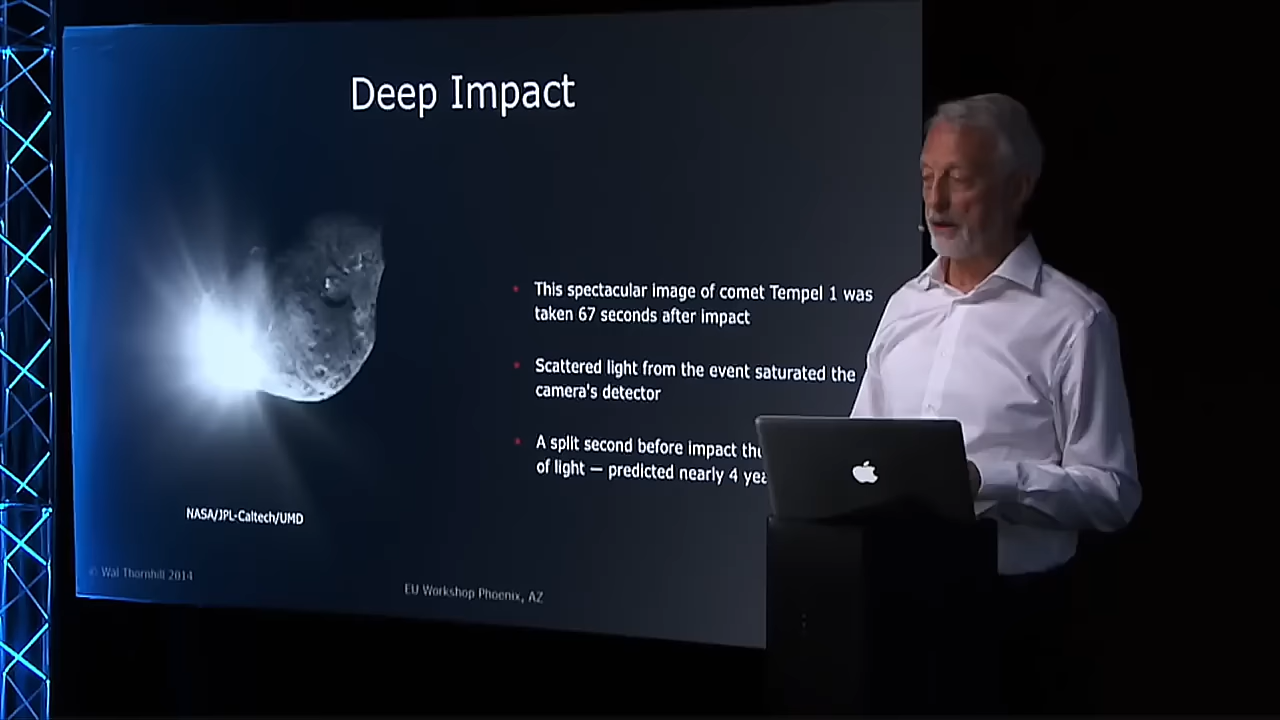 Deep Impact
This spectacular image of comet Tempel 1 was
taken 67 seconds after impact
Scattered light from the event saturated the
camera's detector
A split second before impact
of light — predicted nearly 4
NASA/JPL-Caltech/UMD
© Wal Thornhill 2014
EU Workshop Phoenix, AZ